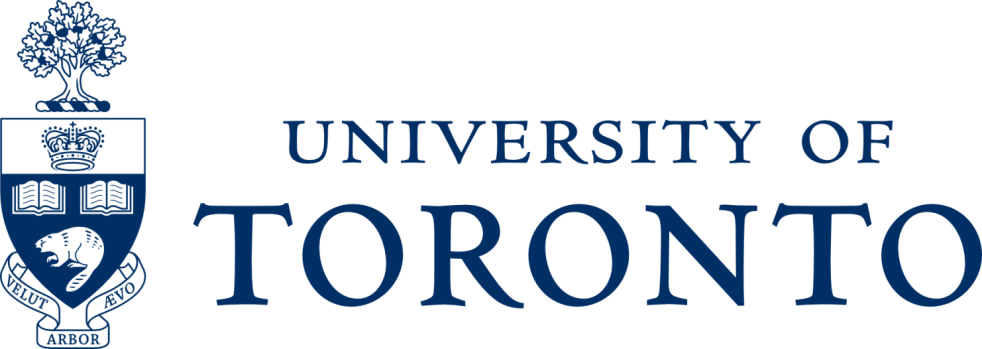 UNIVERSITY OF
TORONTO
VELUT ÆVO
ARBOR